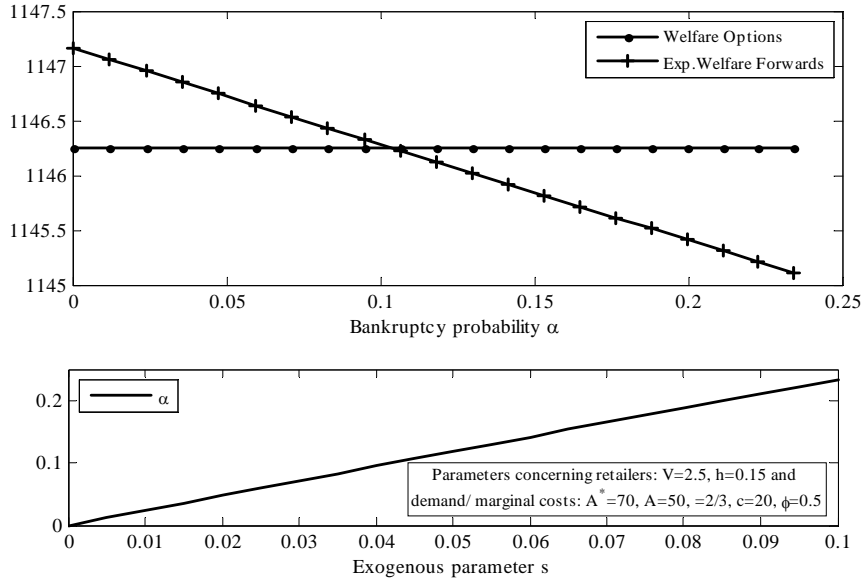 1147.5
1147
1146.5
1146
1145.5
1145
Welfare Options
Exp.Welfare Forwards
0 0.05 0.1 0.15 0.2 0.25
Bankruptcy probability α
0.2
0.1
0
α
Parameters concerning retailers: V=2.5, h=0.15 and
demand/ marginal costs: A*=70, A=50, =2/3, c=20, ϕ=0.5
0 0.01 0.02 0.03 0.04 0.05 0.06 0.07 0.08 0.09 0.1
Exogenous parameter s